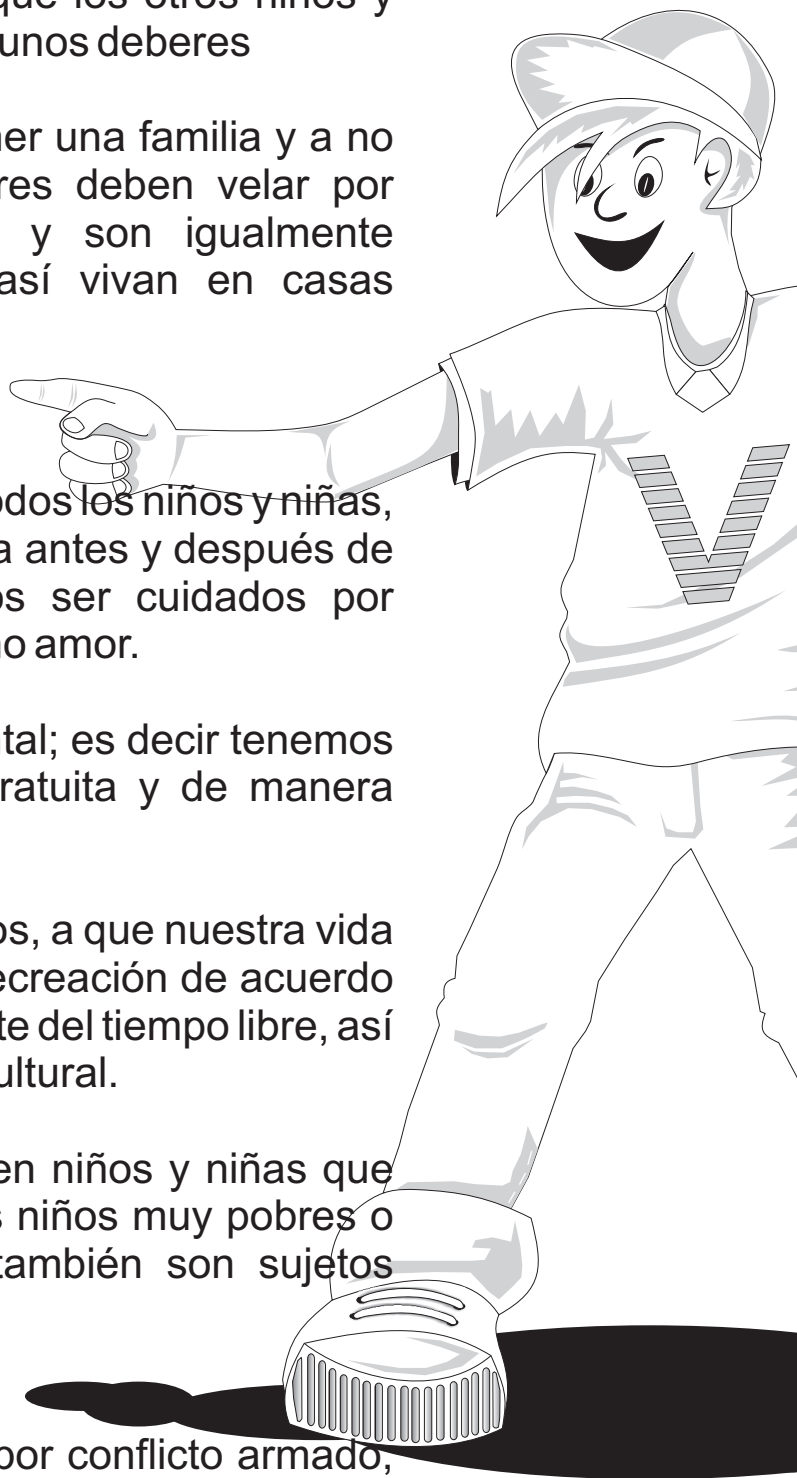 que los otros niños y
unos deberes
ner una familia y a no
res deben velar por
y son igualmente
así vivan en casas
odos los niños y niñas,
a antes y después de
os ser cuidados por
no amor.
ntal; es decir tenemos
ratuita y de manera
os, a que nuestra vida
ecreación de acuerdo
te del tiempo libre, así
ultural.
en niños y niñas que
s niños muy pobres o
también son sujetos
por conflicto armado,
V